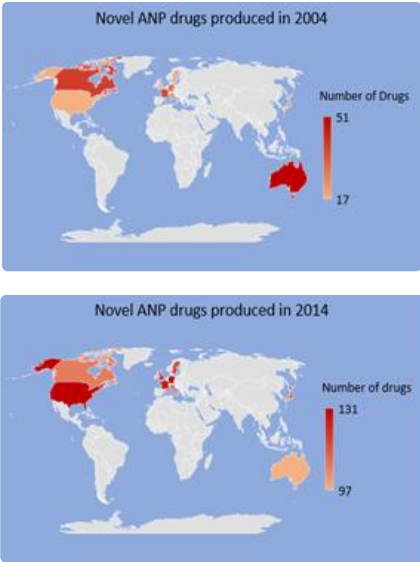 Novel ANP drugs produced in 2004
Number of Drugs
51
17
Novel ANP drugs produced in 2014
Number of drugs
131
97